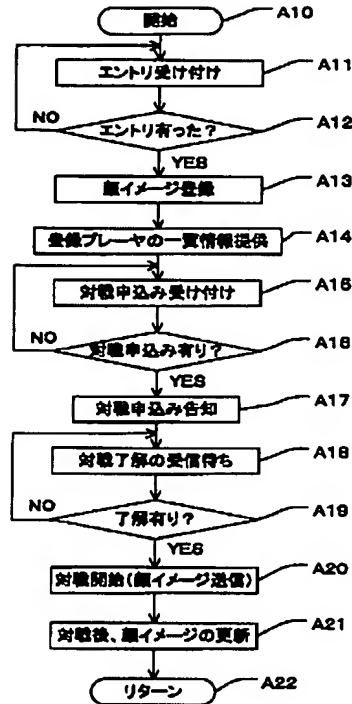 開始 A10
エントリ受け付け A11
エントリ有った? A12
NO
YES
顔イメージ登録 A13
登録プレーヤの一覧情報提供 A14
対戦申込み受け付け A15
対戦申込み有り? A16
NO
YES
対戦申込み告知 A17
対戦了解の受信待ち A18
了解有り? A19
NO
YES
対戦開始(顔イメージ送信) A20
対戦後、顔イメージの更新 A21
リターン A22